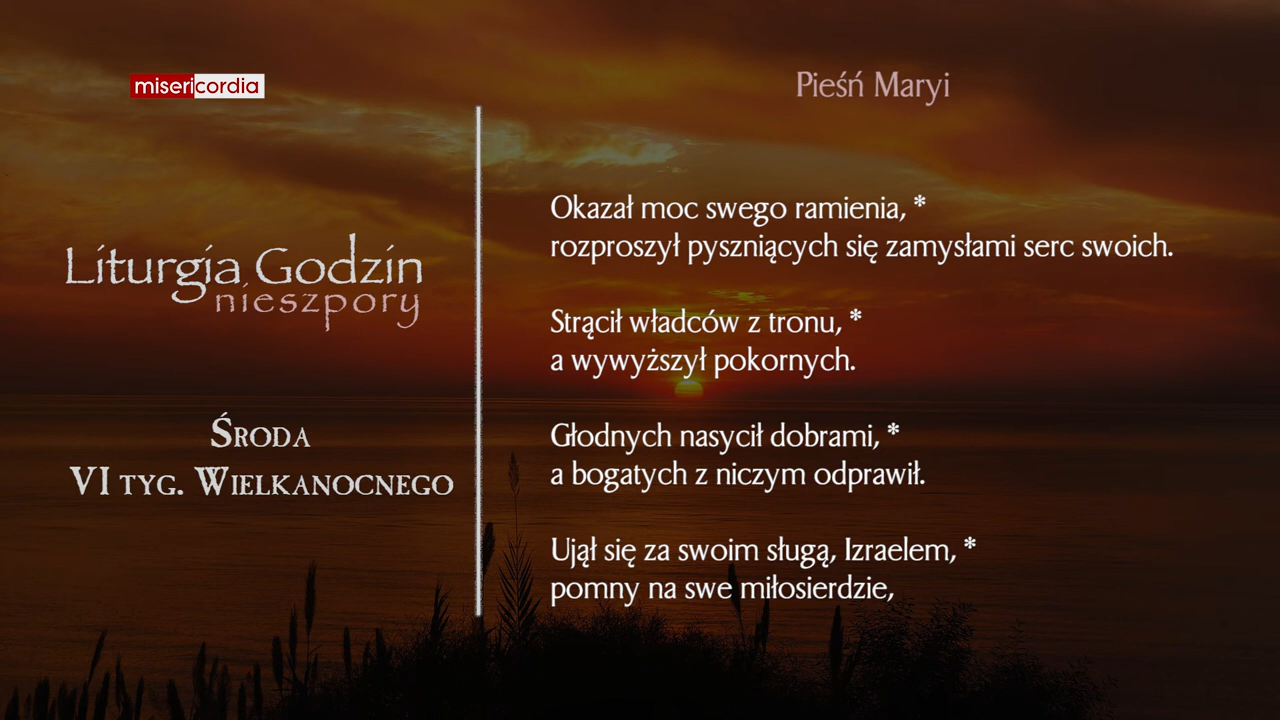 misericordia
Liturgia Godzin
nieszpory
Środa
VI tyg. Wielkanocnego
Pieśń Maryi
Okazał moc swego ramienia, *
rozproszył pyszniących się zamysłami serc swoich.
Strącił władców z tronu, *
a wywyższył pokornych.
Głodnych nasycił dobrami, *
a bogatych z niczym odprawił.
Ujął się za swoim sługą, Izraelem, *
pomny na swe miłosierdzie,